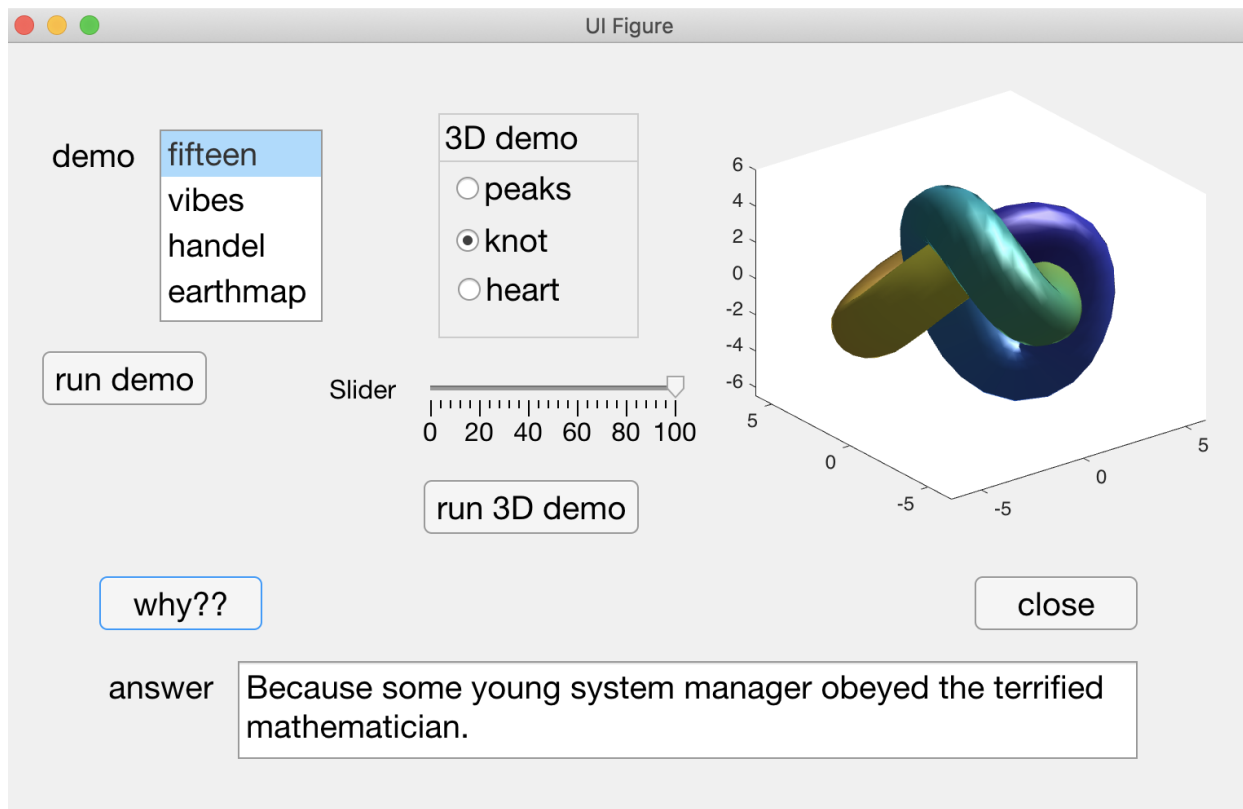 UI Figure
demo
fifteen
vibes
handel
earthmap
run demo
3D demo
peaks
knot
heart
Slider
0 20 40 60 80 100
run 3D demo
6
4
2
0
-2
-4
-6
5
0
-5
-5
0
5
why??
close
answer
Because some young system manager obeyed the terrified
mathematician.